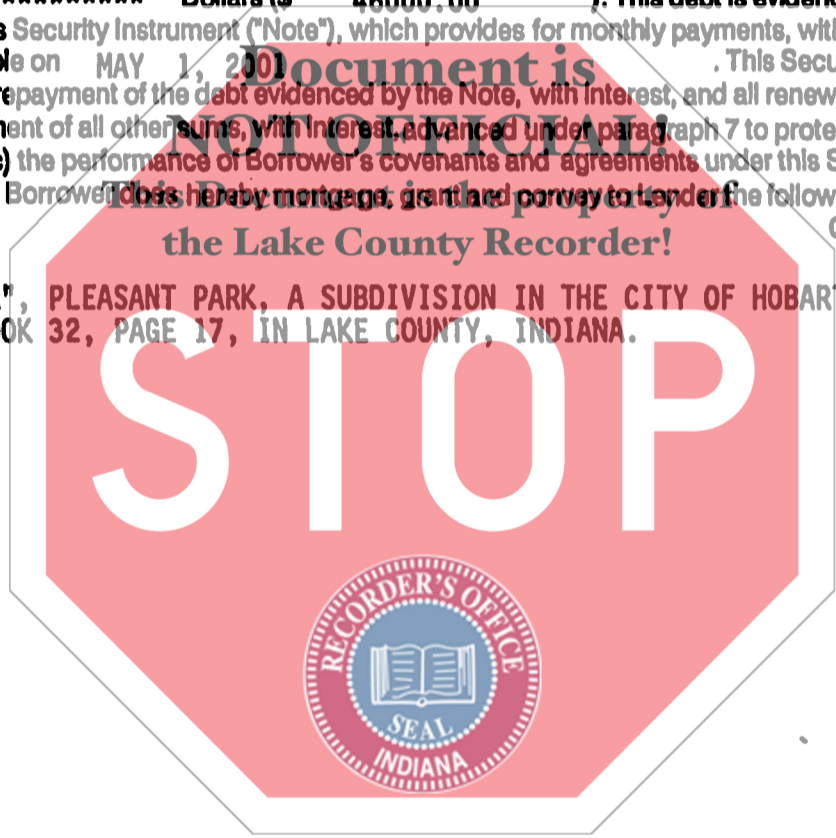 Dollars ($ 46000.00 ). This debt is eviden
Security Instrument ("Note"), which provides for monthly payments, wit
le on MAY 1, 2001 . This Secu
epayment of the debt evidenced by the Note, with interest, and all renew
ent of all other sums, with interest, advanced under paragraph 7 to prote
) the performance of Borrower's covenants and agreements under this S
Borrower does hereby mortgage, grant and convey to Lender the follow
Document is
NOT OFFICIAL!
This Document is the property of
the Lake County Recorder!
", PLEASANT PARK, A SUBDIVISION IN THE CITY OF HOBAR
OK 32, PAGE 17, IN LAKE COUNTY, INDIANA.
STOP
RECORDER'S OFFICE
SEAL
INDIANA